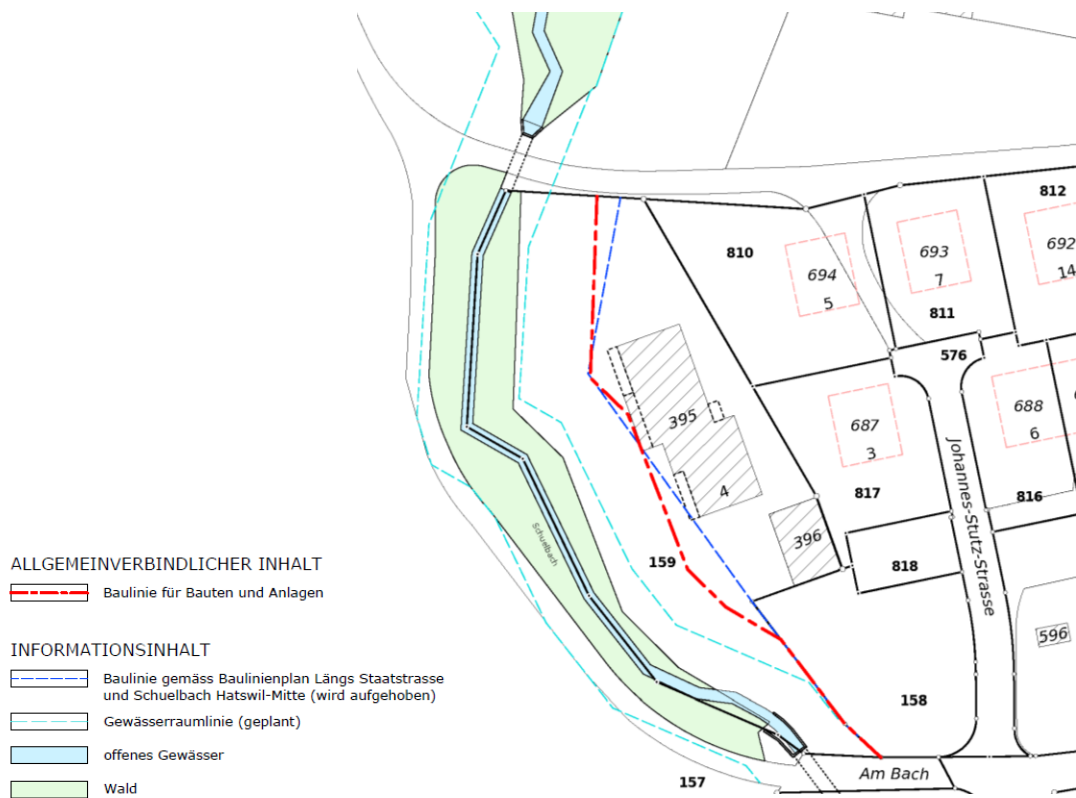 812
810
693
692
694
7
14
5
811
576
395
687
688
3
6
4
817
816
Johannes-Stutz-Strasse
396
Schuelbach
159
818
596
158
Am Bach
157
ALLGEMEINVERBINDLICHER INHALT
Baulinie für Bauten und Anlagen
INFORMATIONSINHALT
Baulinie gemäss Baulinienplan Längs Staatstrasse
und Schuelbach Hatswil-Mitte (wird aufgehoben)
Gewässerraumlinie (geplant)
offenes Gewässer
Wald